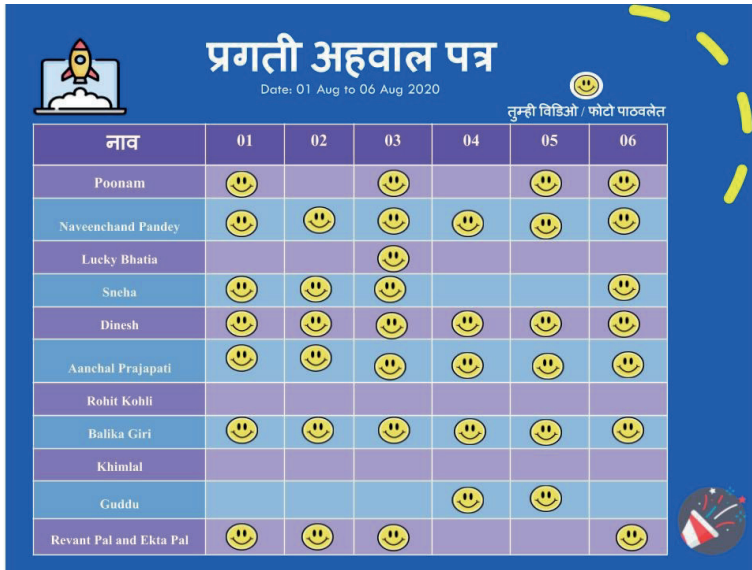 प्रगती अहवाल पत्र
Date: 01 Aug to 06 Aug 2020
तुम्ही विडिओ / फोटो पाठवलेत
नाव 01 02 03 04 05 06
Poonam
Naveenchand Pandey
Lucky Bhatia
Sneha
Dinesh
Aanchal Prajapati
Rohit Kohli
Balika Giri
Khimlal
Guddu
Revant Pal and Ekta Pal